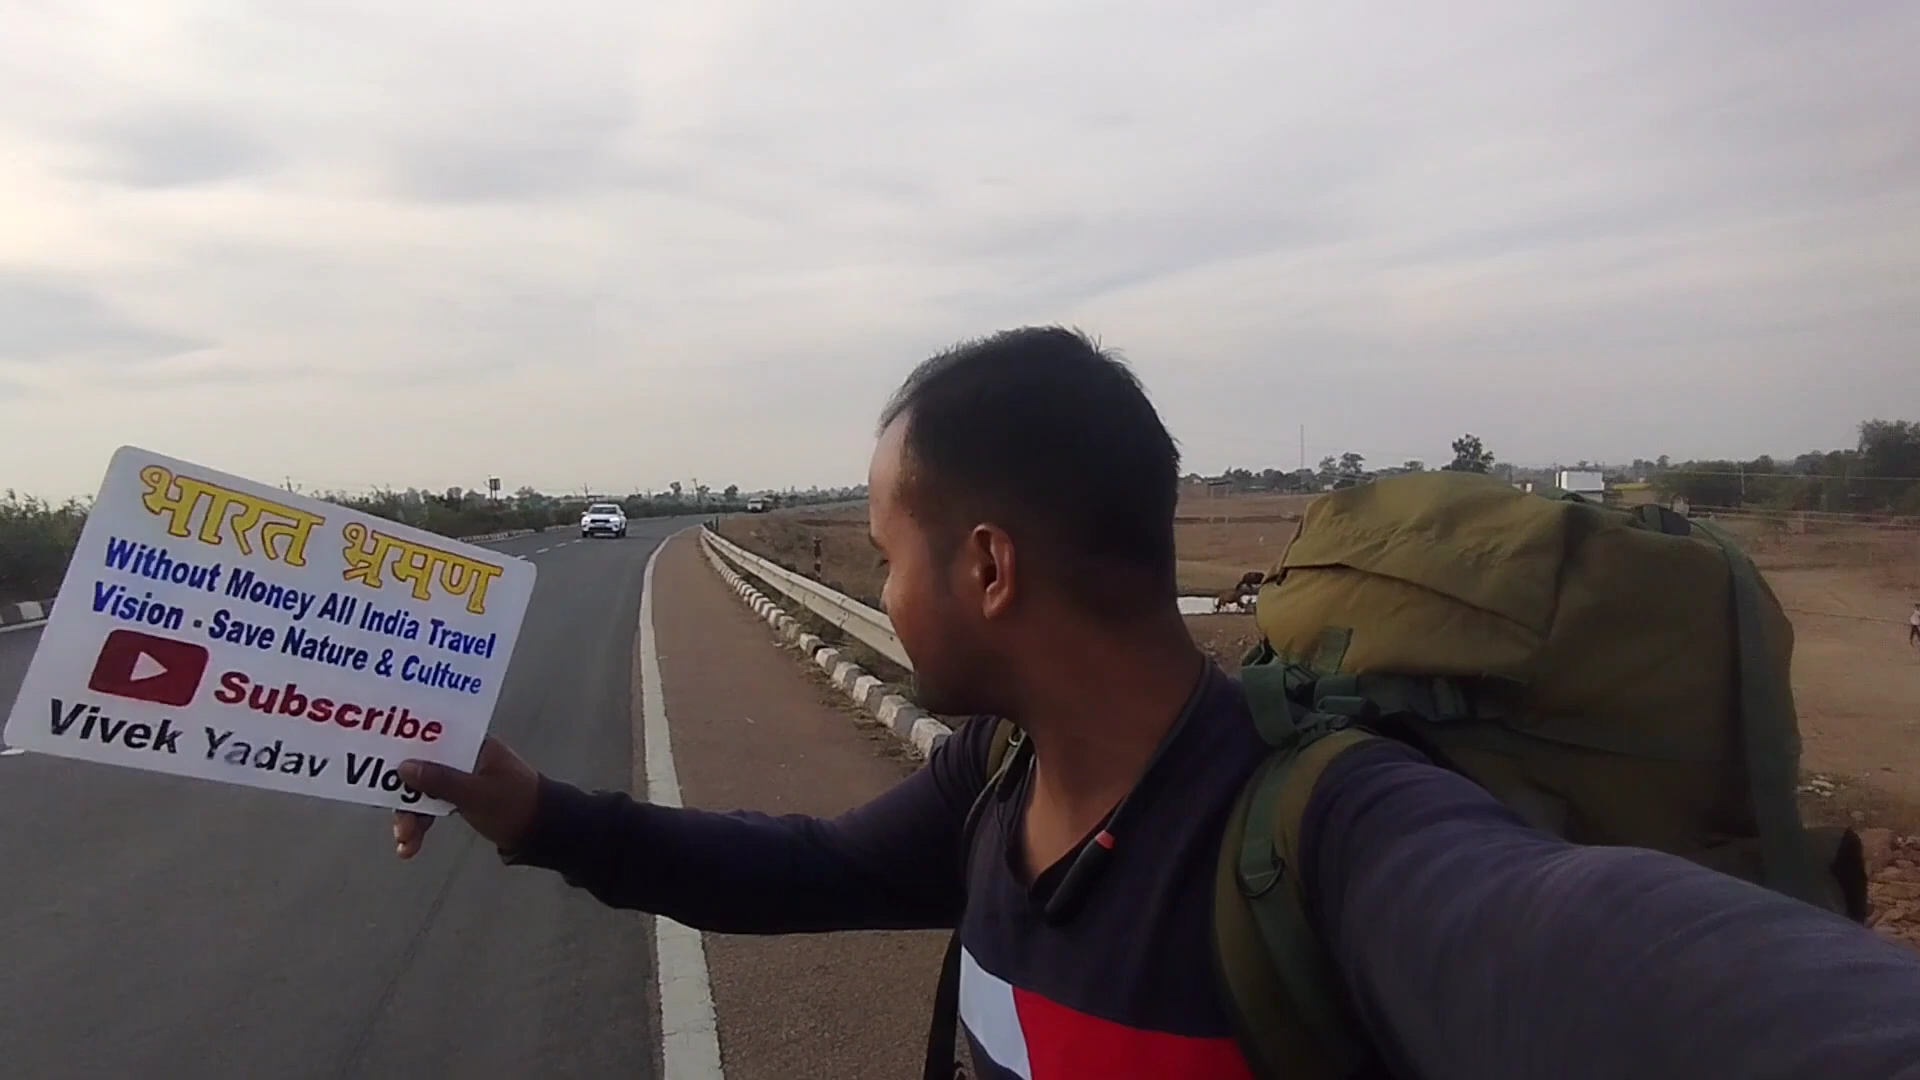 भारत भ्रमण
Without Money All India Travel
Vision - Save Nature & Culture
Subscribe
Vivek Yadav Vlog